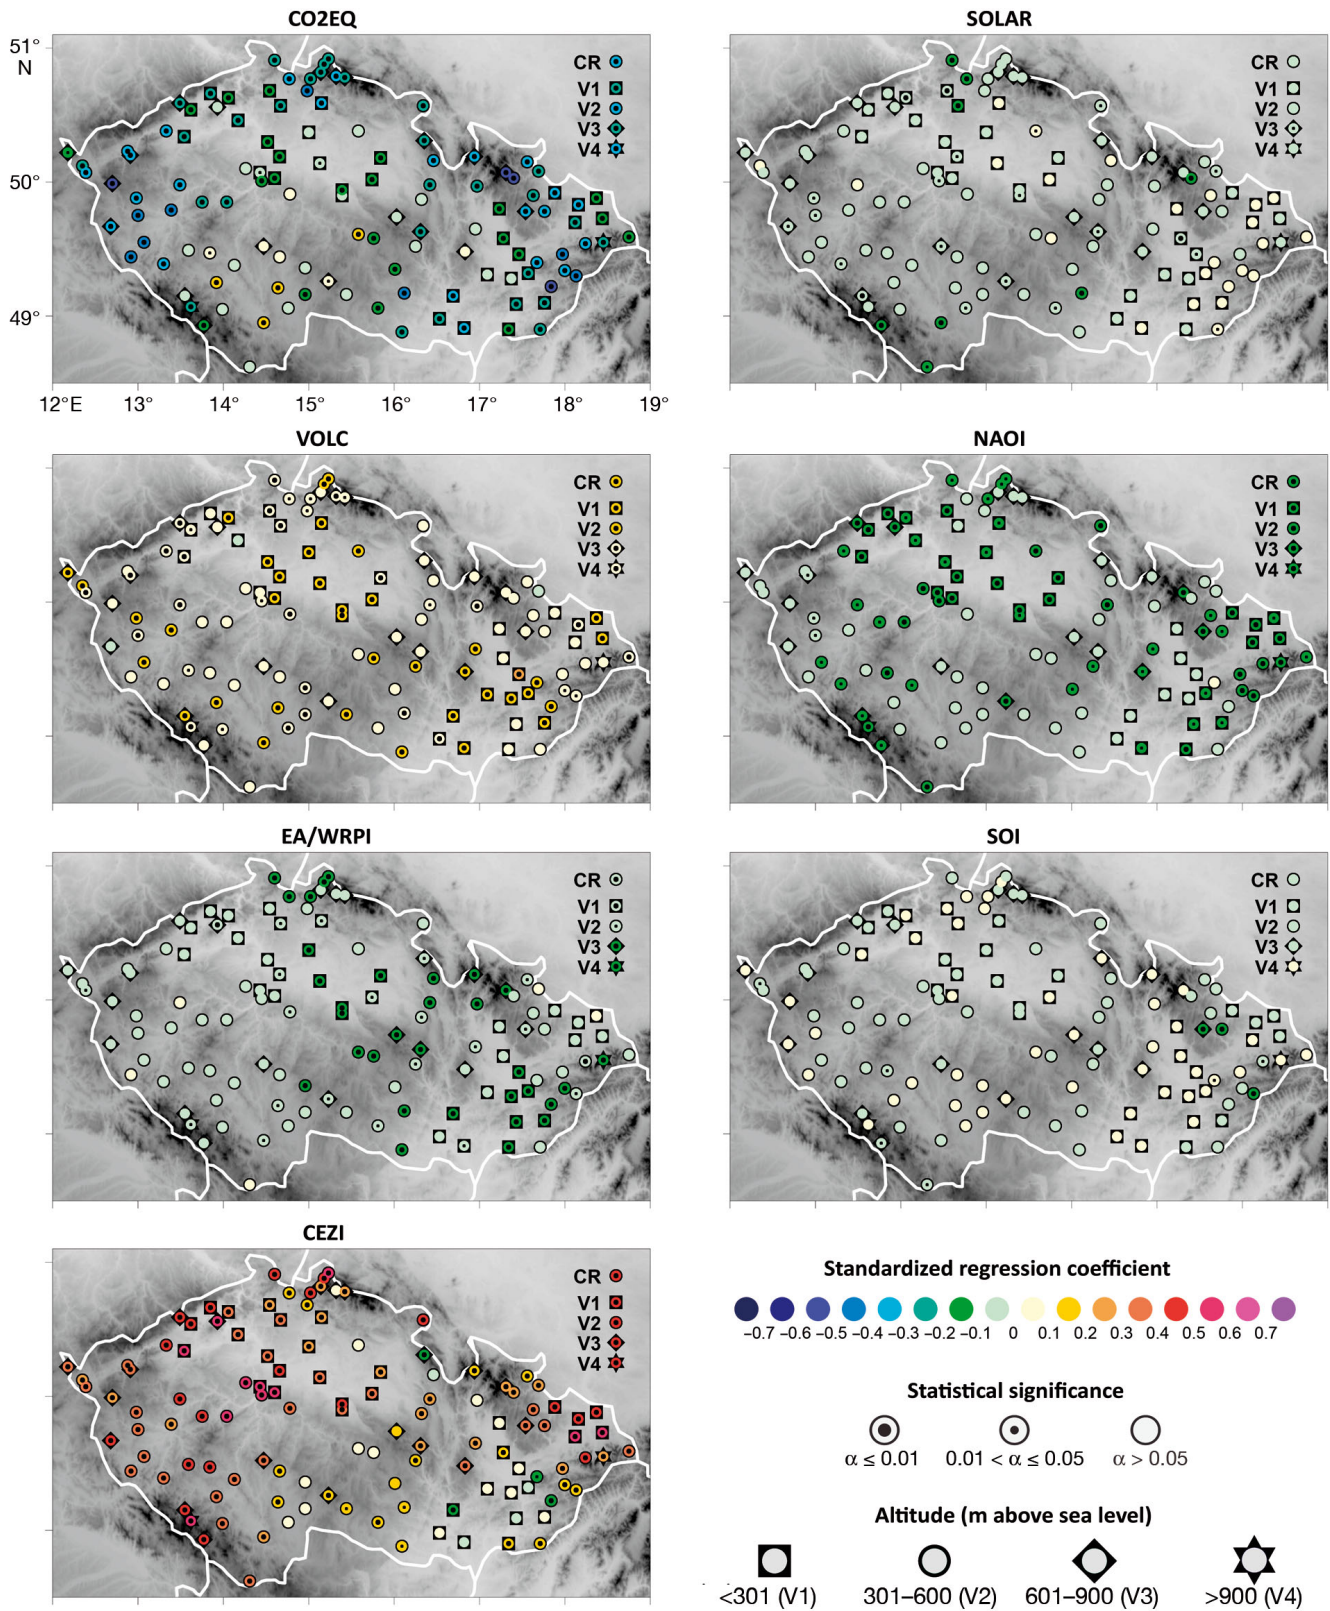 CO2EQ
SOLAR
51°
N
50°
49°
12°E 13° 14° 15° 16° 17° 18° 19°
CR
V1
V2
V3
V4
CR
V1
V2
V3
V4
VOLC
NAOI
CR
V1
V2
V3
V4
CR
V1
V2
V3
V4
EA/WRPI
SOI
CR
V1
V2
V3
V4
CR
V1
V2
V3
V4
CEZI
CR
V1
V2
V3
V4
Standardized regression coefficient
−0.7 −0.6 −0.5 −0.4 −0.3 −0.2 −0.1 0 0.1 0.2 0.3 0.4 0.5 0.6 0.7
Statistical significance
α ≤ 0.01 0.01 < α ≤ 0.05 α > 0.05
Altitude (m above sea level)
<301 (V1) 301–600 (V2) 601–900 (V3) >900 (V4)